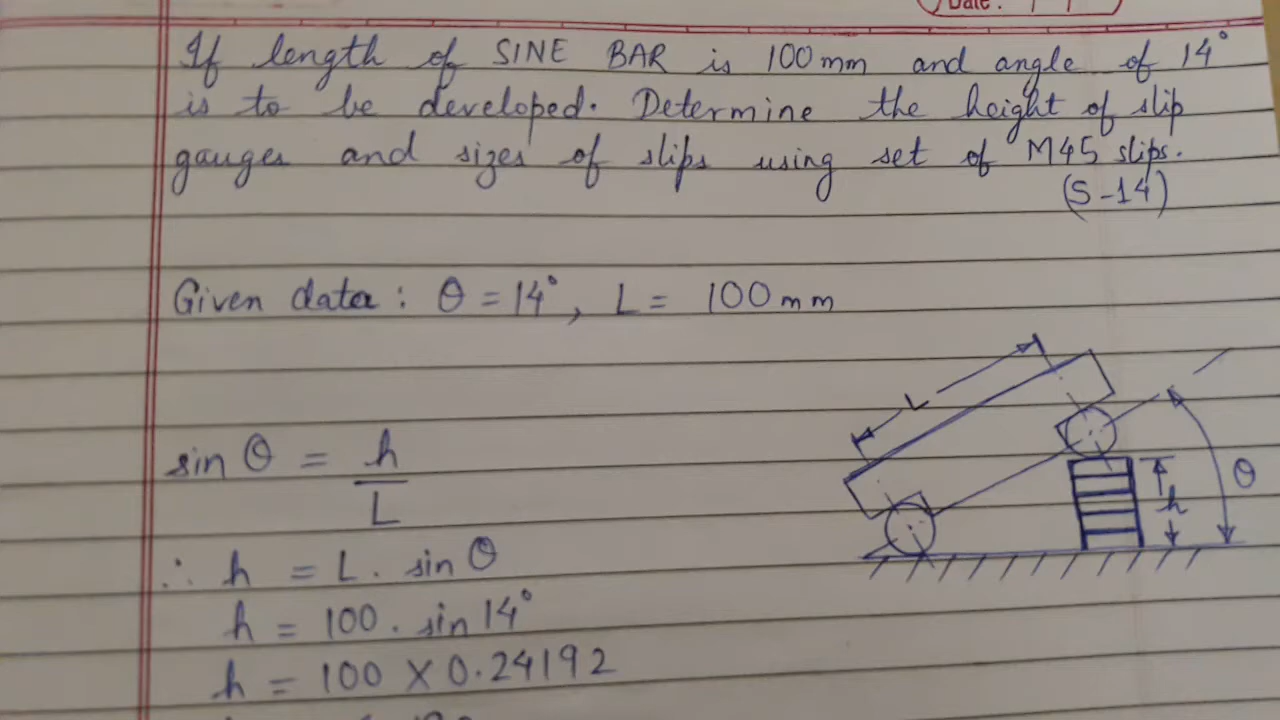 Date :
If length of SINE BAR is 100 mm and angle of 14°
is to be developed. Determine the height of slip
gauges and sizes of slips using set of M45 slips.
(S-14)
Given data : θ = 14°, L = 100 mm
L
h
θ
sin θ = h / L
∴ h = L . sin θ
h = 100 . sin 14°
h = 100 × 0.24192